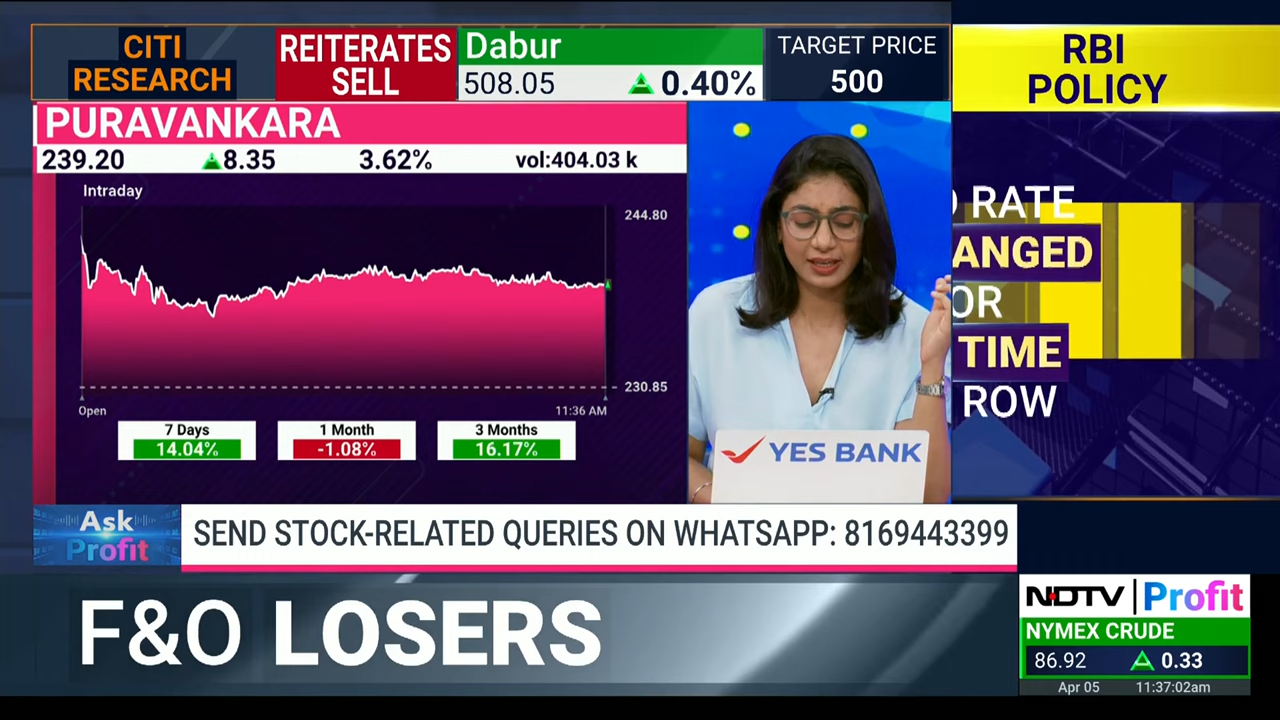 CITI
RESEARCH
REITERATES
SELL
Dabur
508.05 0.40%
TARGET PRICE
500
RBI
POLICY
PURAVANKARA
239.20 8.35 3.62% vol:404.03 k
Intraday
244.80
230.85
Open 11:36 AM
7 Days
14.04%
1 Month
-1.08%
3 Months
16.17%
YES BANK
RATE
ANGED
OR
TIME
ROW
Ask
Profit
SEND STOCK-RELATED QUERIES ON WHATSAPP: 8169443399
F&O LOSERS
NDTV Profit
NYMEX CRUDE
86.92 0.33
Apr 05 11:37:02am